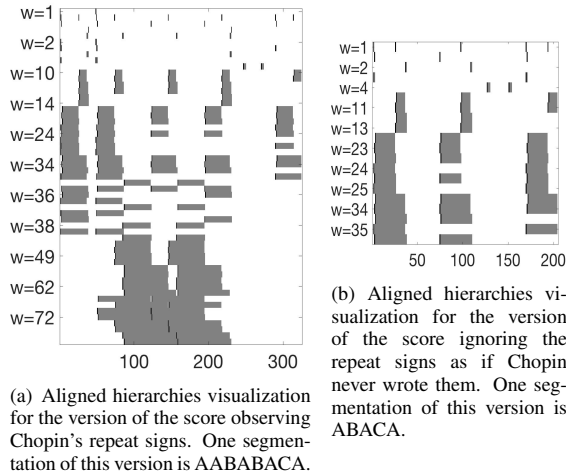 w=1
w=2
w=10
w=14
w=24
w=34
w=36
w=38
w=49
w=62
w=72
100 200 300
(a) Aligned hierarchies visualization
for the version of the score observing
Chopin's repeat signs. One segmen-
tation of this version is AABABACA.
w=1
w=2
w=4
w=11
w=13
w=23
w=24
w=25
w=34
w=35
50 100 150 200
(b) Aligned hierarchies vi-
sualization for the version
of the score ignoring the
repeat signs as if Chopin
never wrote them. One seg-
mentation of this version is
ABACA.